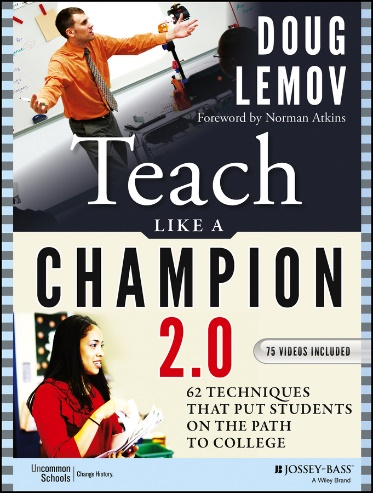 DOUG
LEMOV
Foreword by Norman Atkins
Teach
LIKE A
CHAMPION
2.0
75 VIDEOS INCLUDED
62 TECHNIQUES
THAT PUT STUDENTS
ON THE PATH
TO COLLEGE
Uncommon
Schools
Change History.
JOSSEY-BASS
A Wiley Brand